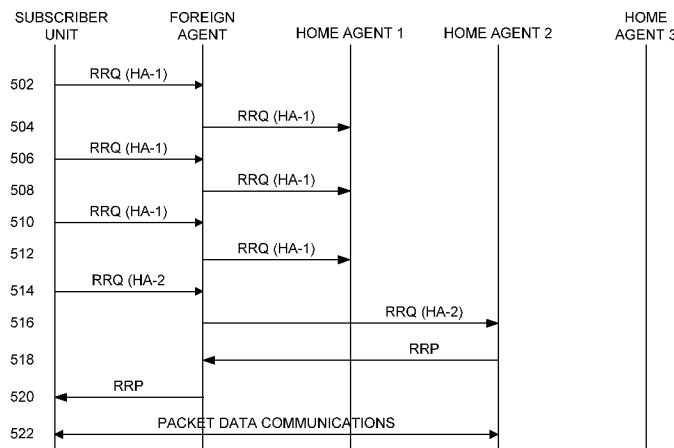 SUBSCRIBER UNIT
FOREIGN AGENT
HOME AGENT 1
HOME AGENT 2
HOME AGENT 3
502 RRQ (HA-1)
504 RRQ (HA-1)
506 RRQ (HA-1)
508 RRQ (HA-1)
510 RRQ (HA-1)
512 RRQ (HA-1)
514 RRQ (HA-2
516 RRQ (HA-2)
518 RRP
520 RRP
522 PACKET DATA COMMUNICATIONS